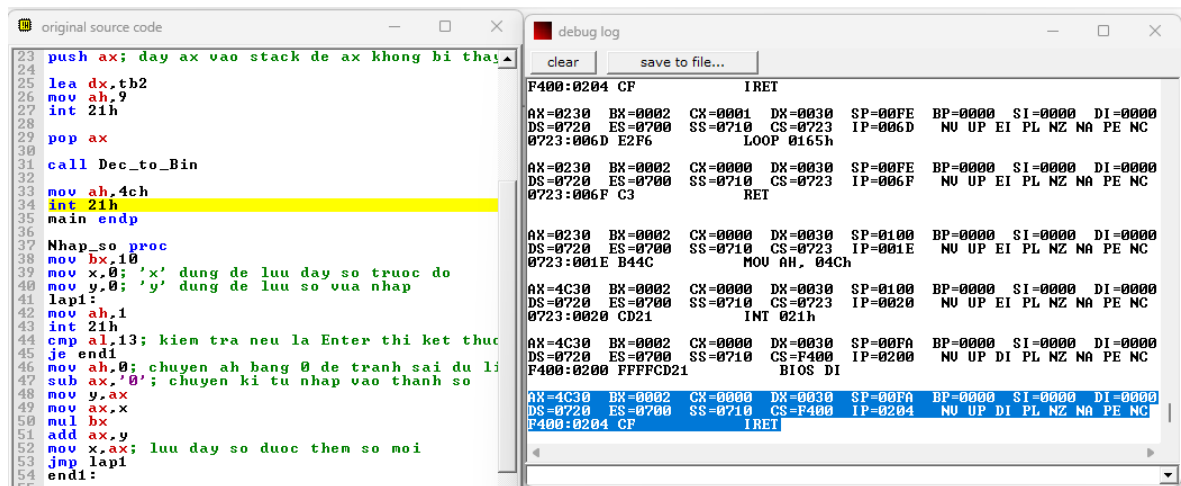 original source code
23 push ax; day ax vao stack de ax khong bi thay
24
25 lea dx,tb2
26 mov ah,9
27 int 21h
28
29 pop ax
30
31 call Dec_to_Bin
32
33 mov ah,4ch
34 int 21h
35 main endp
36
37 Nhap_so proc
38 mov bx,10
39 mov x,0; 'x' dung de luu day so truoc do
40 mov y,0; 'y' dung de luu so vua nhap
41 lap1:
42 mov ah,1
43 int 21h
44 cmp al,13; kiem tra neu la Enter thi ket thuc
45 je end1
46 mov ah,0; chuyen ah bang 0 de tranh sai du li
47 sub ax,'0'; chuyen ki tu nhap vao thanh so
48 mov y,ax
49 mov ax,x
50 mul bx
51 add ax,y
52 mov x,ax; luu day so duoc them so moi
53 jmp lap1
54 end1:
debug log
clear save to file...
F400:0204 CF IRET
AX=0230 BX=0002 CX=0001 DX=0030 SP=00FE BP=0000 SI=0000 DI=0000
DS=0720 ES=0700 SS=0710 CS=0723 IP=006D NV UP EI PL NZ NA PE NC
0723:006D E2F6 LOOP 0165h
AX=0230 BX=0002 CX=0000 DX=0030 SP=00FE BP=0000 SI=0000 DI=0000
DS=0720 ES=0700 SS=0710 CS=0723 IP=006F NV UP EI PL NZ NA PE NC
0723:006F C3 RET
AX=0230 BX=0002 CX=0000 DX=0030 SP=0100 BP=0000 SI=0000 DI=0000
DS=0720 ES=0700 SS=0710 CS=0723 IP=001E NV UP EI PL NZ NA PE NC
0723:001E B44C MOV AH, 04Ch
AX=4C30 BX=0002 CX=0000 DX=0030 SP=0100 BP=0000 SI=0000 DI=0000
DS=0720 ES=0700 SS=0710 CS=0723 IP=0020 NV UP EI PL NZ NA PE NC
0723:0020 CD21 INT 021h
AX=4C30 BX=0002 CX=0000 DX=0030 SP=00FA BP=0000 SI=0000 DI=0000
DS=0720 ES=0700 SS=0710 CS=F400 IP=0200 NV UP DI PL NZ NA PE NC
F400:0200 FFFFCD21 BIOS DI
AX=4C30 BX=0002 CX=0000 DX=0030 SP=00FA BP=0000 SI=0000 DI=0000
DS=0720 ES=0700 SS=0710 CS=F400 IP=0204 NV UP DI PL NZ NA PE NC
F400:0204 CF IRET